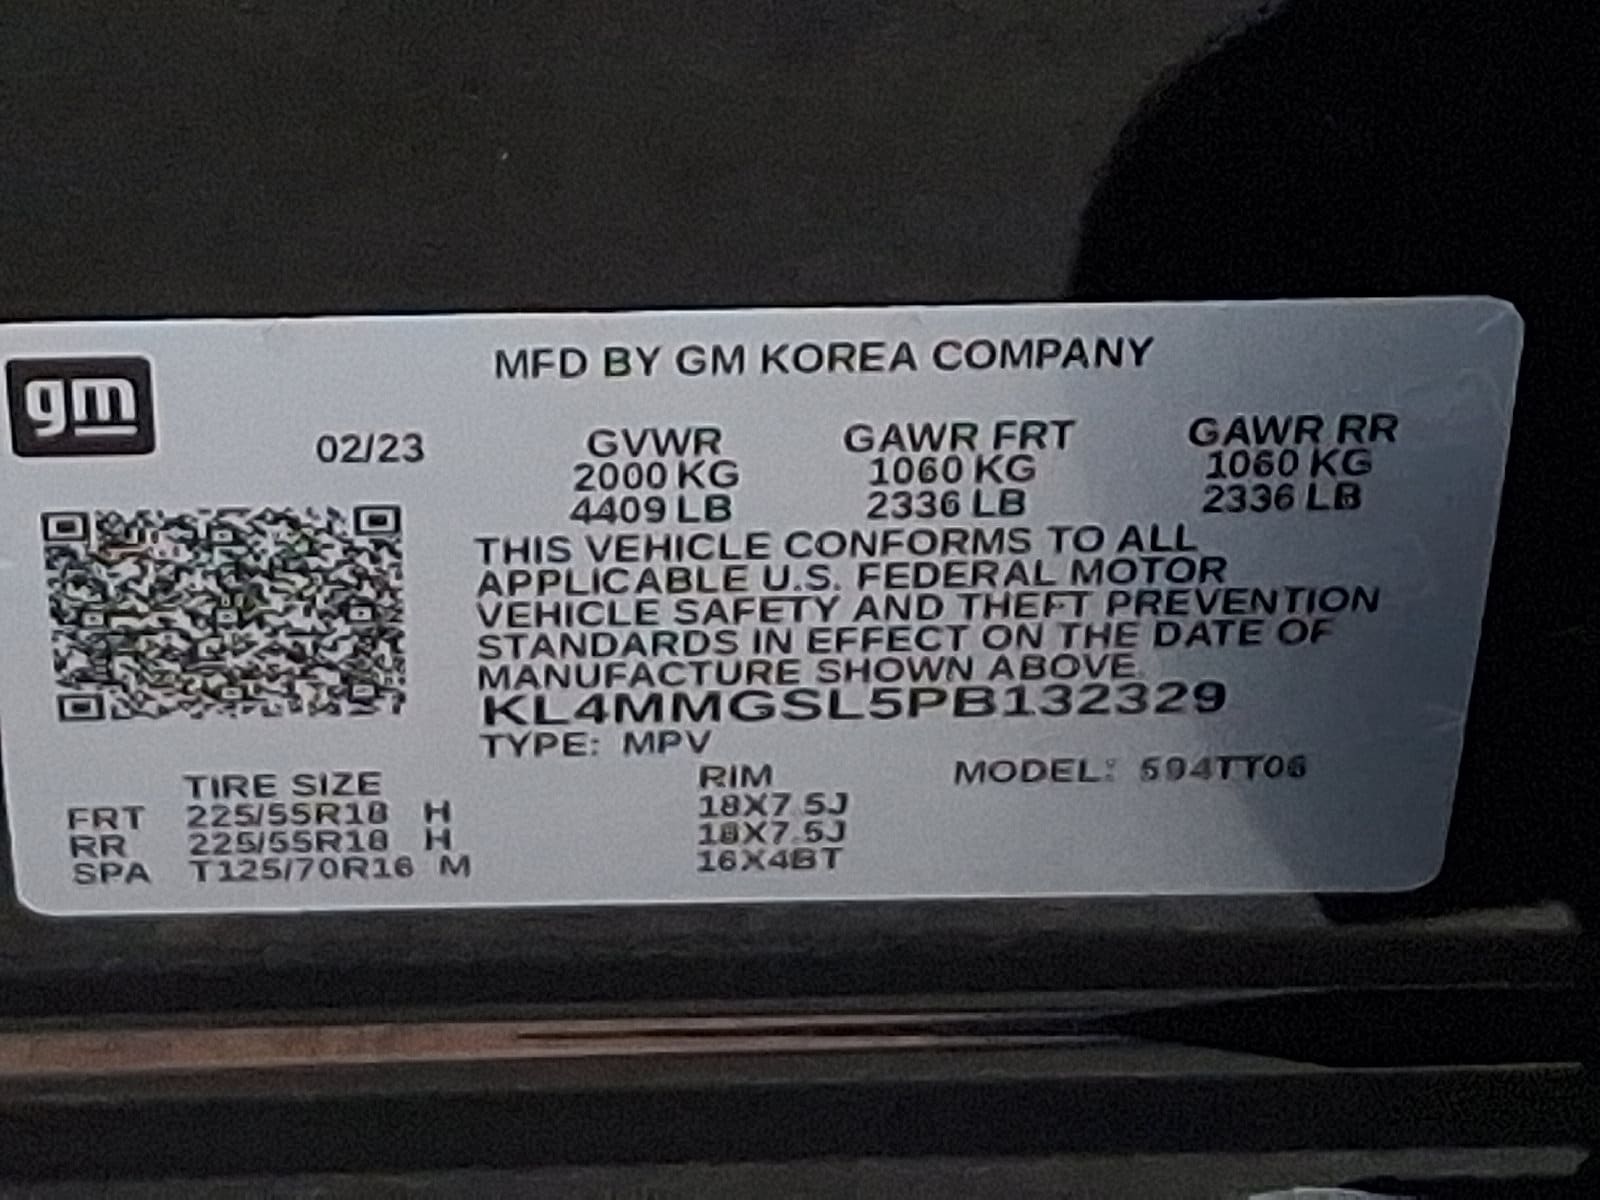 gm
MFD BY GM KOREA COMPANY
02/23 GVWR GAWR FRT GAWR RR
2000 KG 1060 KG 1060 KG
4409 LB 2336 LB 2336 LB
THIS VEHICLE CONFORMS TO ALL
APPLICABLE U.S. FEDERAL MOTOR
VEHICLE SAFETY AND THEFT PREVENTION
STANDARDS IN EFFECT ON THE DATE OF
MANUFACTURE SHOWN ABOVE.
KL4MMGSL5PB132329
TYPE: MPV
TIRE SIZE RIM MODEL:
FRT 225/55R18 H 18X7.5J
RR 225/55R18 H 18X7.5J
SPA T125/70R16 M 16X4BT